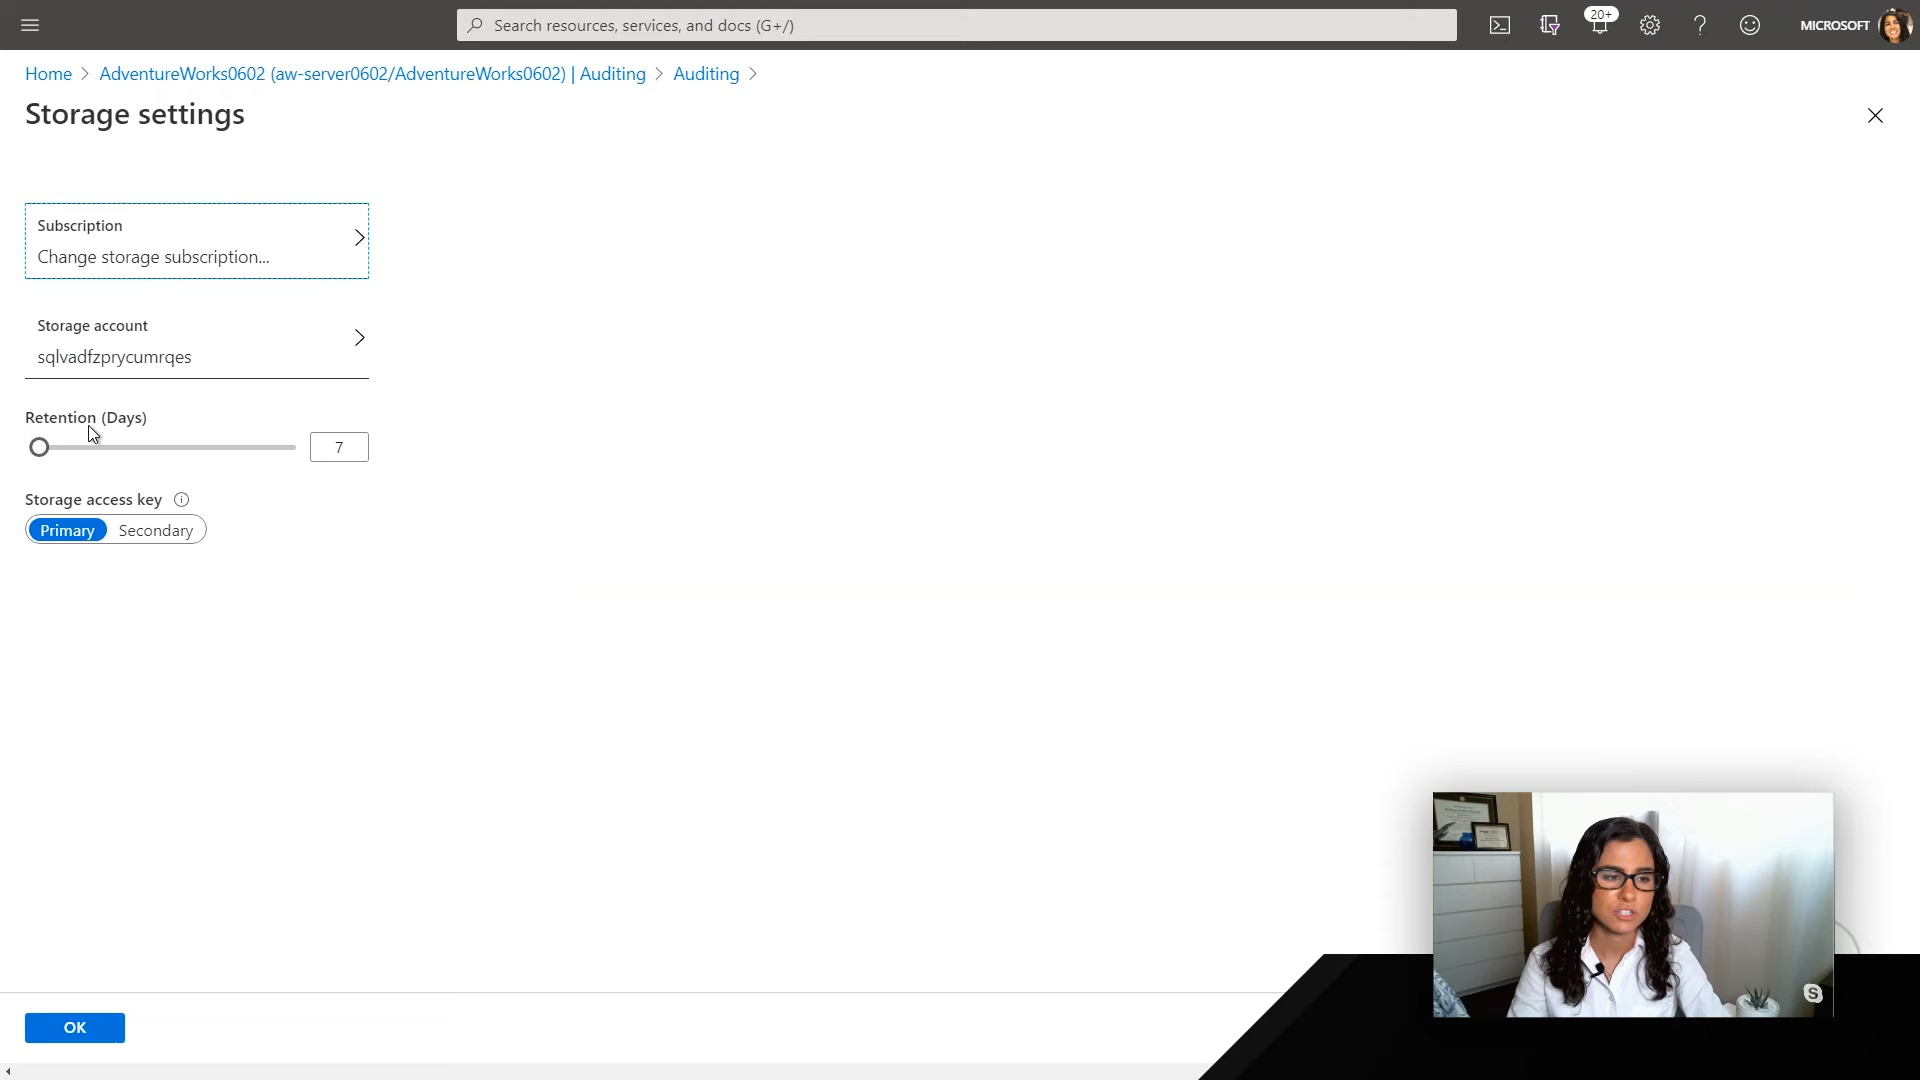 Search resources, services, and docs (G+/)
20+
MICROSOFT
Home
AdventureWorks0602 (aw-server0602/AdventureWorks0602) | Auditing
Auditing
Storage settings
Subscription
Change storage subscription...
Storage account
sqlvadfzprycumrqes
Retention (Days)
7
Storage access key
Primary
Secondary
OK
S